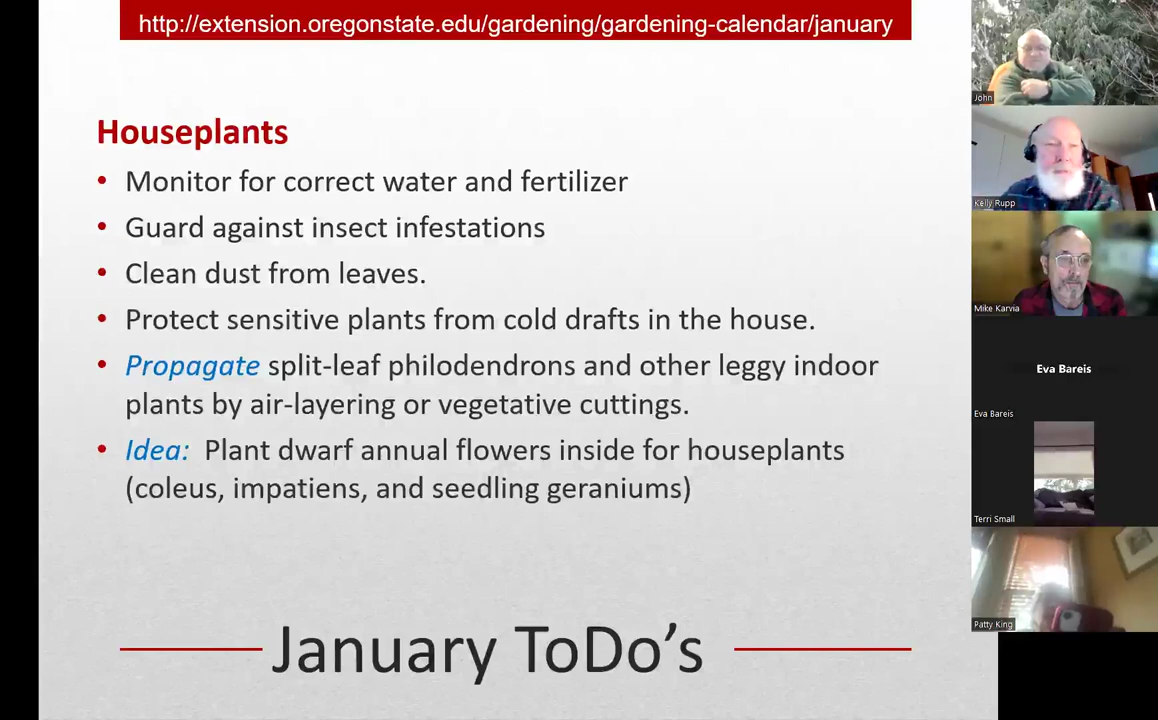 http://extension.oregonstate.edu/gardening/gardening-calendar/january
Houseplants
• Monitor for correct water and fertilizer
• Guard against insect infestations
• Clean dust from leaves.
• Protect sensitive plants from cold drafts in the house.
• Propagate split-leaf philodendrons and other leggy indoor
plants by air-layering or vegetative cuttings.
• Idea: Plant dwarf annual flowers inside for houseplants
(coleus, impatiens, and seedling geraniums)
January ToDo's
John
Kelly Rupp
Mike Karvia
Eva Bareis
Eva Bareis
Terri Small
Patty King